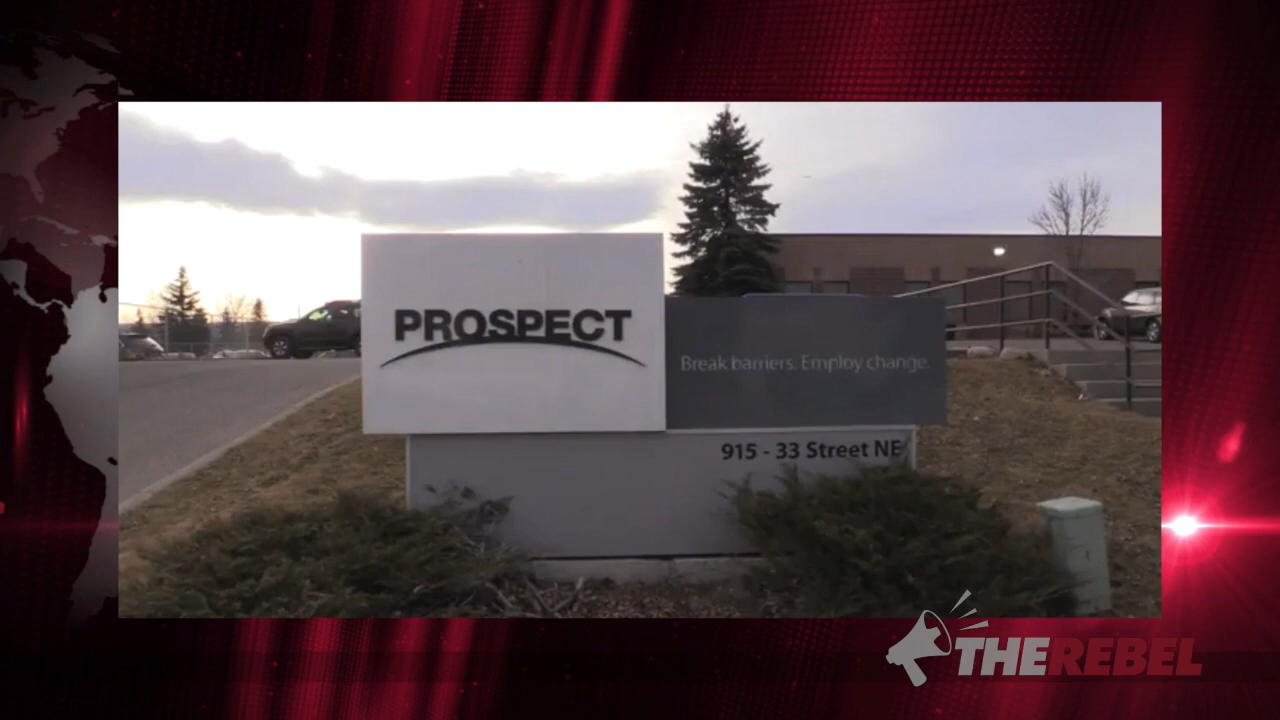 PROSPECT
Break barriers. Employ change.
915 - 33 Street NE
THEREBEL